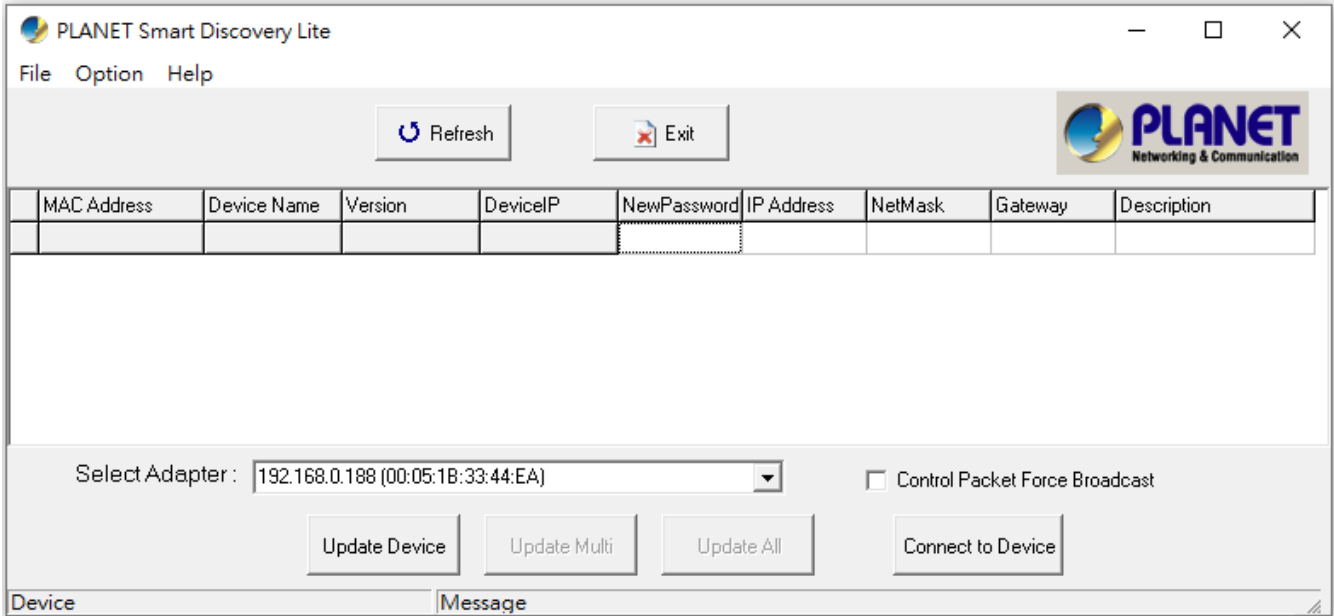 PLANET Smart Discovery Lite
File Option Help
Refresh Exit
PLANET
Networking & Communication
MAC Address Device Name Version DeviceIP NewPassword IP Address NetMask Gateway Description
Select Adapter : 192.168.0.188 (00:05:1B:33:44:EA) Control Packet Force Broadcast
Update Device Update Multi Update All Connect to Device
Device Message